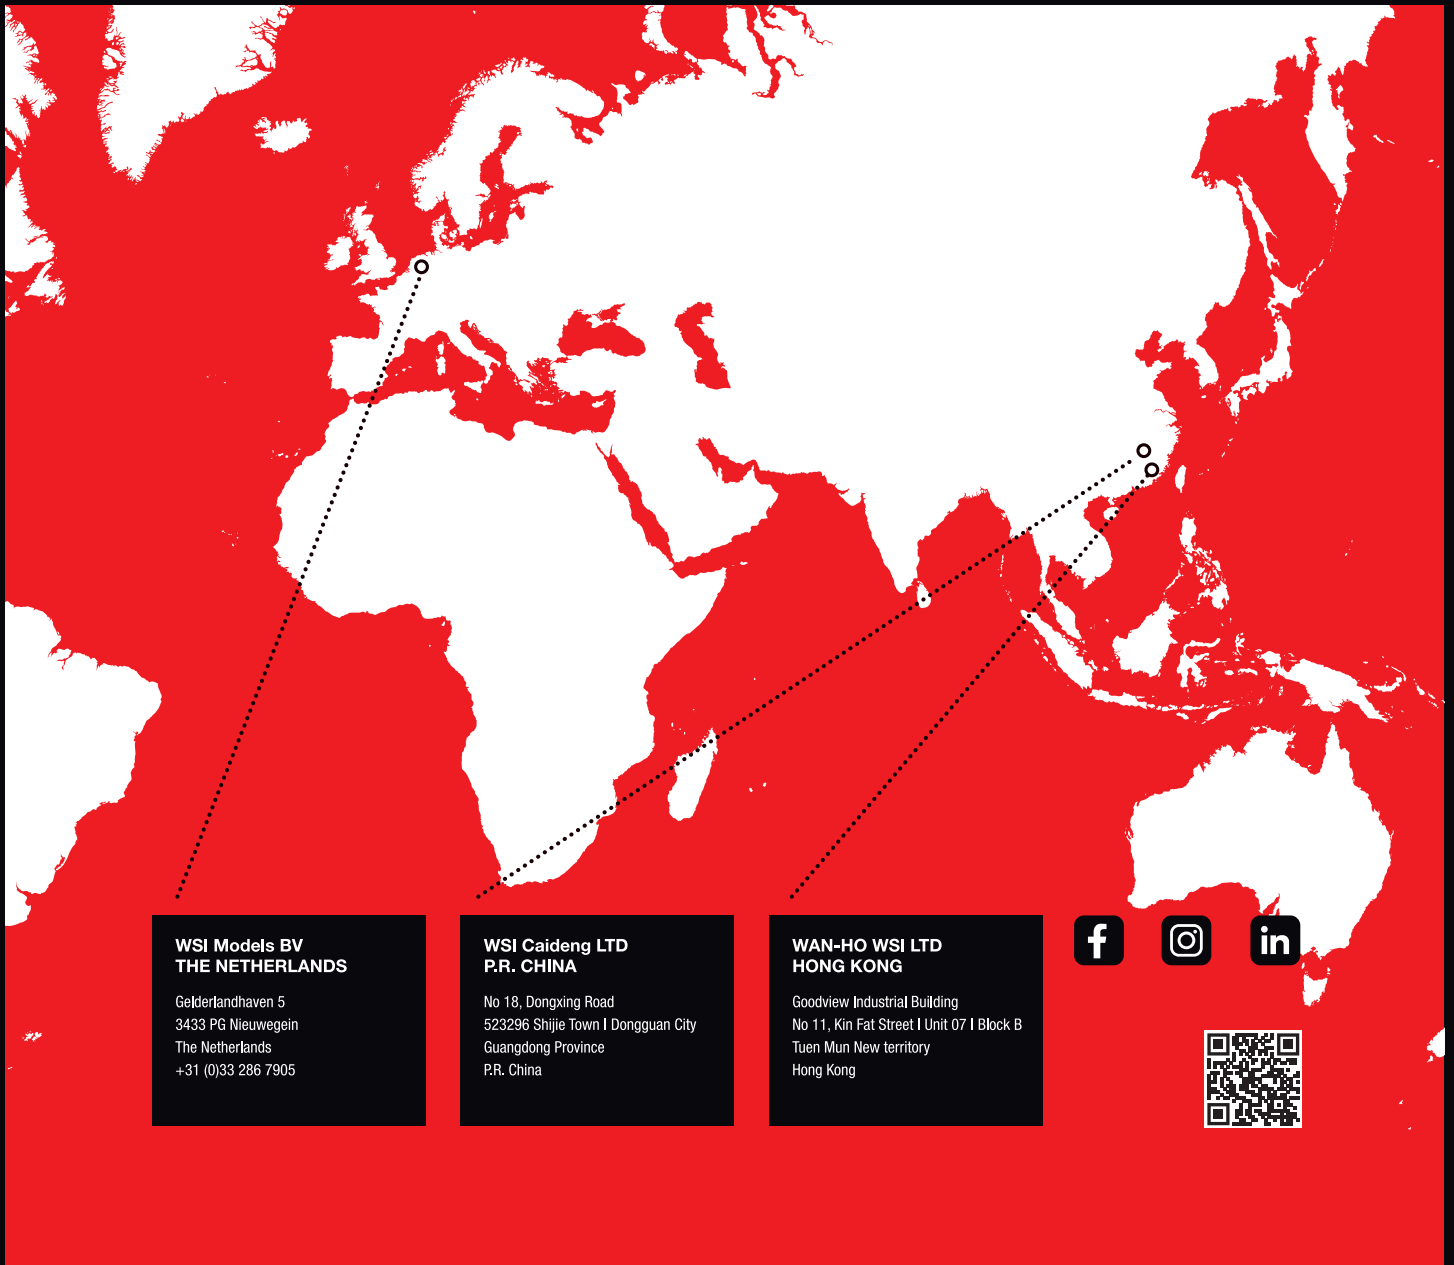 WSI Models BV
THE NETHERLANDS
Gelderlandhaven 5
3433 PG Nieuwegein
The Netherlands
+31 (0)33 286 7905
WSI Caideng LTD
P.R. CHINA
No 18, Dongxing Road
523296 Shijie Town I Dongguan City
Guangdong Province
P.R. China
WAN-HO WSI LTD
HONG KONG
Goodview Industrial Building
No 11, Kin Fat Street I Unit 07 I Block B
Tuen Mun New territory
Hong Kong
f
in